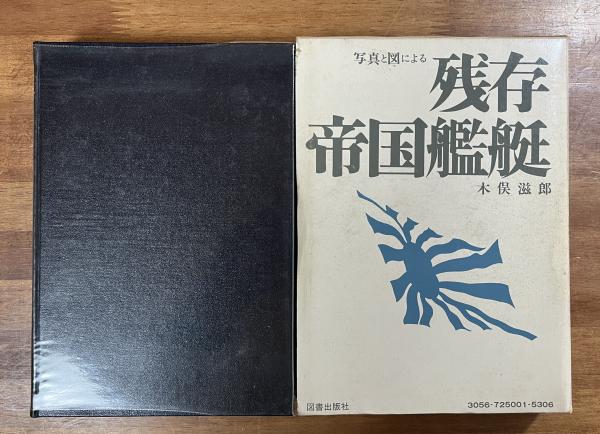 写真と図による
残存
帝国艦艇
木俣滋郎
図書出版社
3056-725001-5306